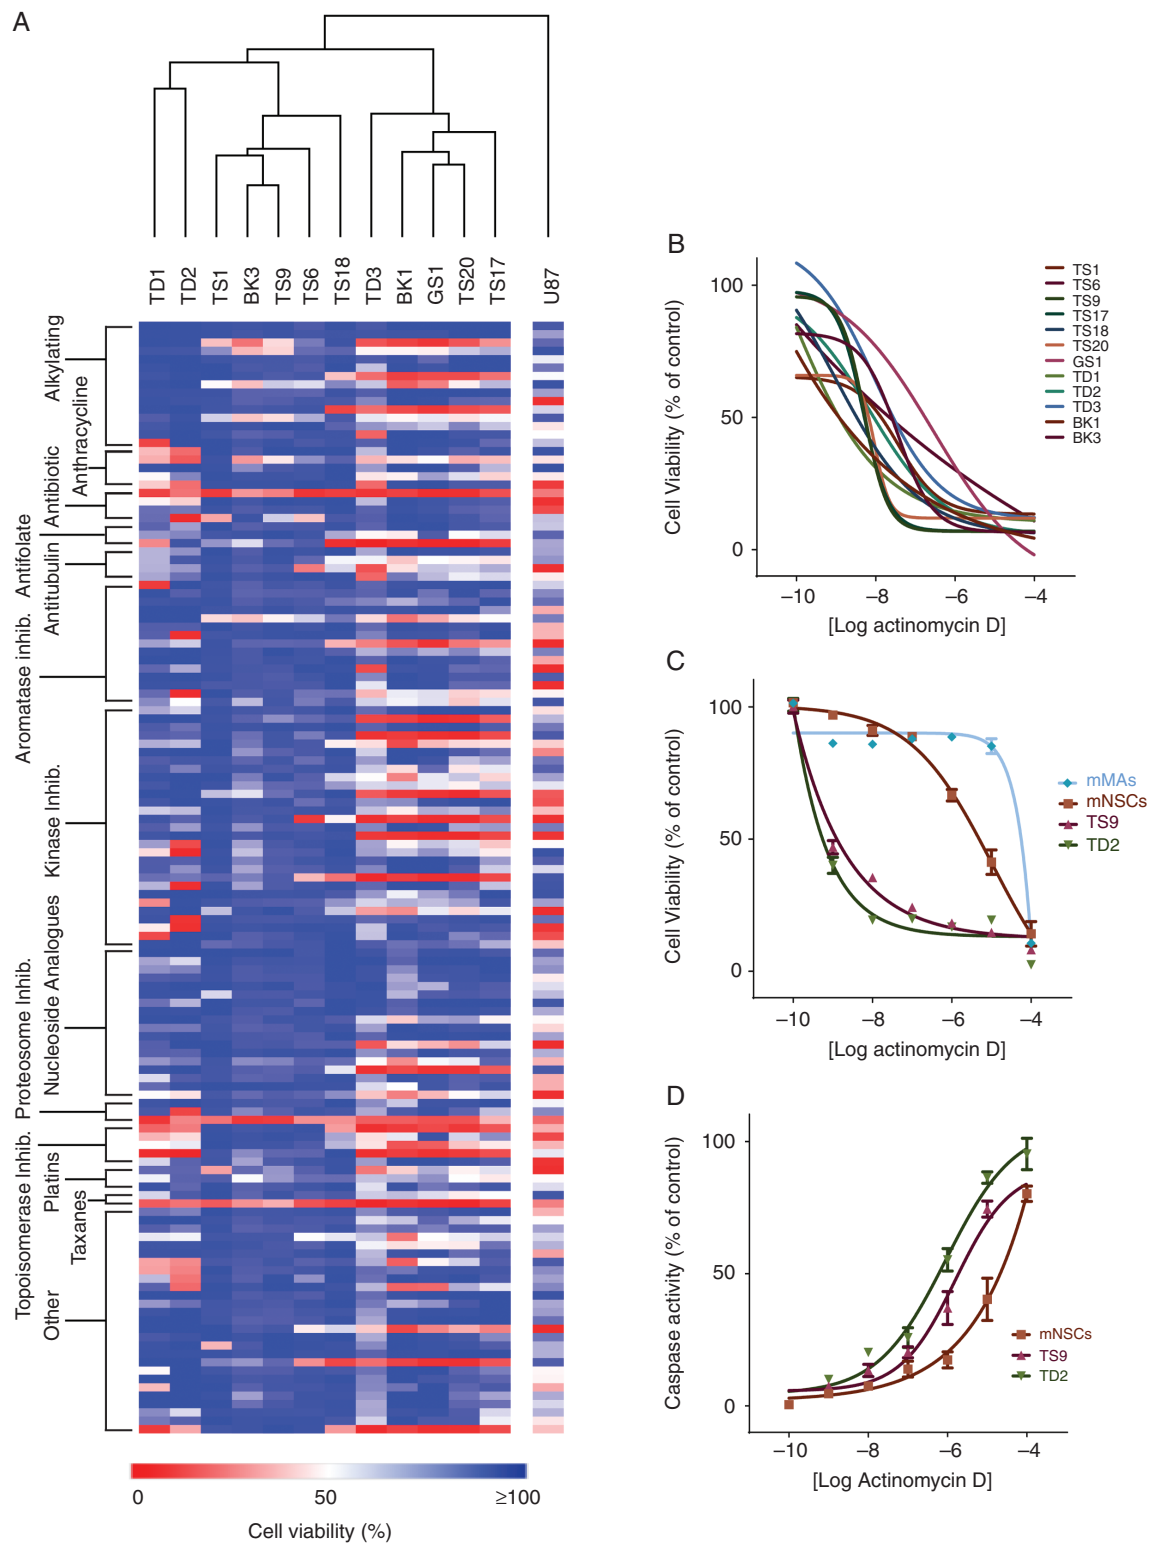 A
TD1
TD2
TS1
BK3
TS9
TS6
TS18
TD3
BK1
GS1
TS20
TS17
U87
Alkylating
Anthracycline
Antibiotic
Antifolate
Antitubulin
Aromatase inhib.
Kinase Inhib.
Nucleoside Analogues
Proteosome Inhib.
Topoisomerase Inhib.
Platins
Taxanes
Other
0 50 ≥100
Cell viability (%)
B
Cell Viability (% of control)
100
50
0
−10 −8 −6 −4
[Log actinomycin D]
TS1
TS6
TS9
TS17
TS18
TS20
GS1
TD1
TD2
TD3
BK1
BK3
C
Cell Viability (% of control)
100
50
0
−10 −8 −6 −4
[Log actinomycin D]
mMAs
mNSCs
TS9
TD2
D
Caspase activity (% of control)
100
50
0
−10 −8 −6 −4
[Log Actinomycin D]
mNSCs
TS9
TD2